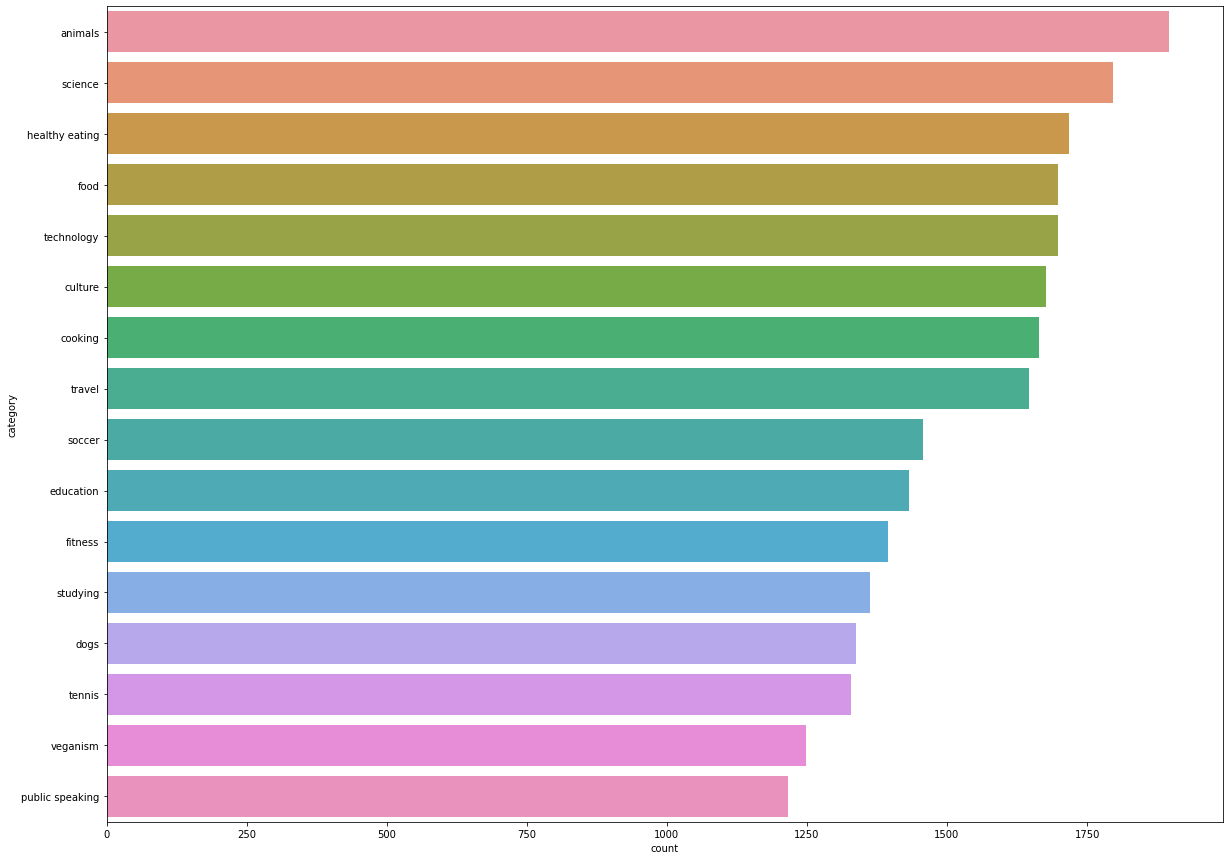 animals
science
healthy eating
food
technology
culture
cooking
travel
soccer
education
fitness
studying
dogs
tennis
veganism
public speaking
category
0 250 500 750 1000 1250 1500 1750
count